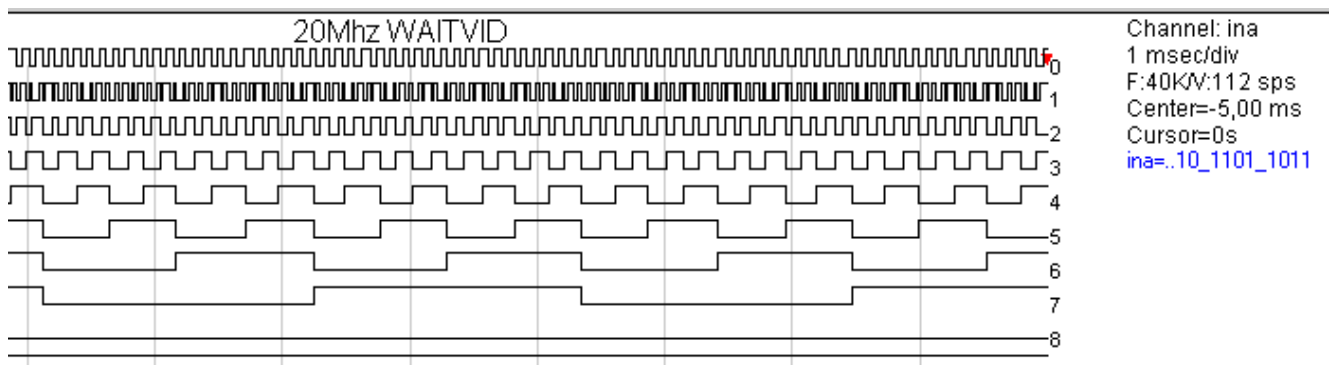 20Mhz WAITVID
0
1
2
3
4
5
6
7
8
Channel: ina
1 msec/div
F:40K/V:112 sps
Center=-5,00 ms
Cursor=0s
ina=..10_1101_1011